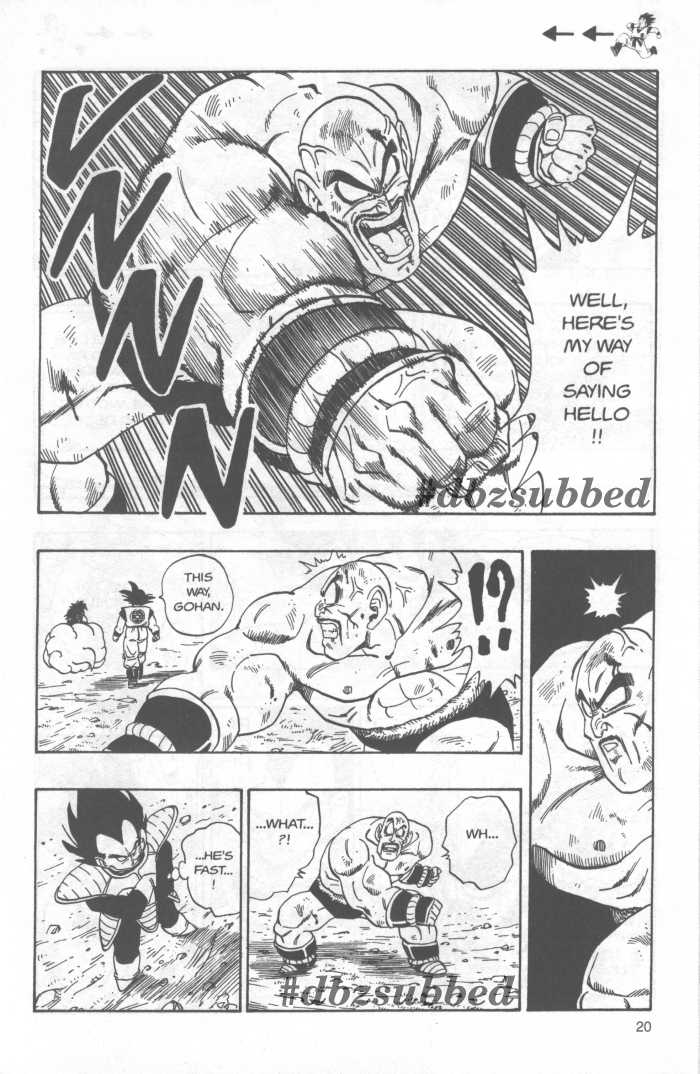 VNNN
WELL,
HERE'S
MY WAY
OF
SAYING
HELLO
!!
#dbzsubbed
!?
THIS
WAY,
GOHAN.
WH...
...WHAT...
?!
...HE'S
FAST...
!
#dbzsubbed
20